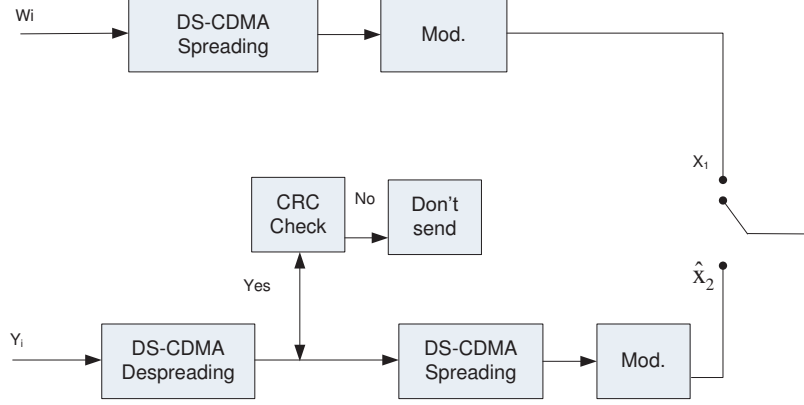 Wi
DS-CDMA
Spreading
Mod.
X₁
CRC
Check
No
Don't
send
Yes
x̂₂
Yᵢ
DS-CDMA
Despreading
DS-CDMA
Spreading
Mod.